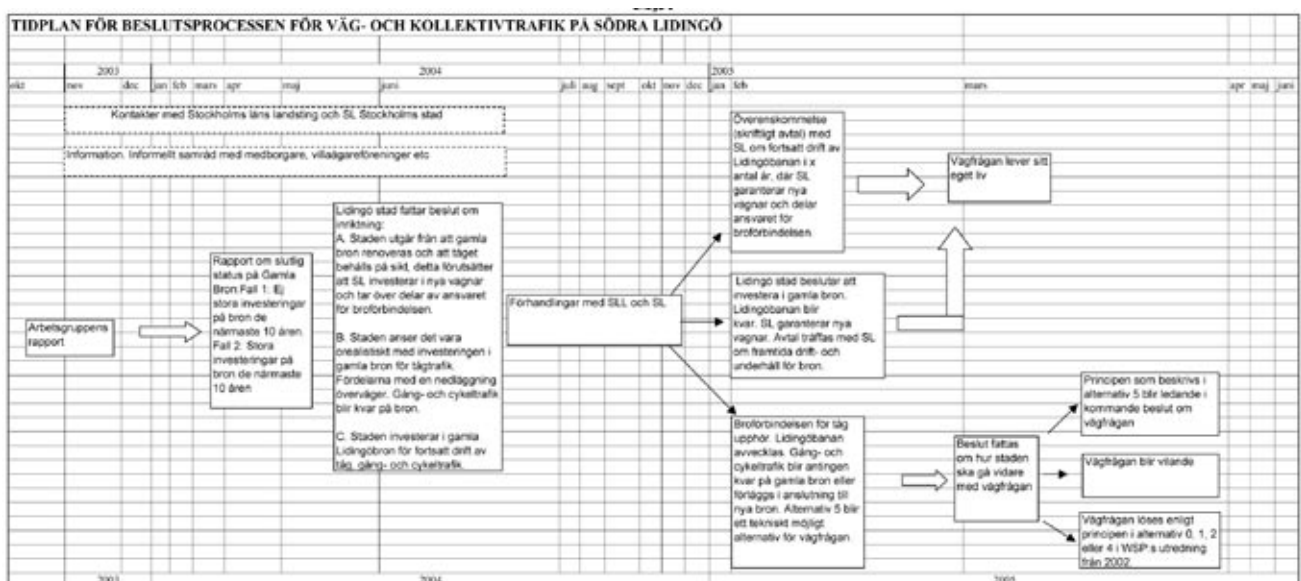 TIDPLAN FÖR BESLUTSPROCESSEN FÖR VÄG- OCH KOLLEKTIVTRAFIK PÅ SÖDRA LIDINGÖ
2003 2004 2005
okt nov dec jan feb mars apr maj juni juli aug sept okt nov dec jan feb mars apr maj juni
Kontakter med Stockholms läns landsting och SL Stockholms stad
Information. Informellt samråd med medborgare, villaägareföreninger etc
Arbetsgruppens
rapport
Rapport om slutlig
status på Gamla
Bron:Fall 1: Ej
stora investeringar
på bron de
närmaste 10 åren.
Fall 2: Stora
investeringar på
bron de närmaste
10 åren
Lidingö stad fattar beslut om
inriktning:
A. Staden utgår från att gamla
bron renoveras och att tåget
behålls på sikt, detta förutsätter
att SL investerar i nya vagnar
och tar över delar av ansvaret
för broförbindelsen.
B. Staden anser det vara
orealistiskt med investeringen i
gamla bron för tågtrafik.
Fördelarna med en nedläggning
överväger. Gång- och cykeltrafik
blir kvar på bron.
C. Staden investerar i gamla
Lidingöbron för fortsatt drift av
tåg, gång- och cykeltrafik.
Förhandlingar med SLL och SL
Överenskommelse
(skriftligt avtal) med
SL om fortsatt drift av
Lidingöbanan i x
antal år, där SL
garanterar nya
vagnar och delar
ansvaret för
broförbindelsen.
Vägfrågan lever sitt
eget liv
Lidingö stad beslutar att
investera i gamla bron.
Lidingöbanan blir
kvar. SL garanterar nya
vagnar. Avtal träffas med SL
om framtida drift- och
underhåll för bron.
Broförbindelsen för tåg
upphör. Lidingöbanan
avvecklas. Gång- och
cykeltrafik blir antingen
kvar på gamla bron eller
förläggs i anslutning till
nya bron. Alternativ 5 blir
ett tekniskt möjligt
alternativ för vägfrågan
Beslut fattas
om hur staden
ska gå vidare
med vägfrågan
Principen som beskrivs i
alternativ 5 blir ledande i
kommande beslut om
vägfrågan
Vägfrågan blir vilande
Vägfrågan löses enligt
principen i alternativ 0, 1, 2
eller 4 i WSP:s utredning
från 2002.
2003 2004 2005